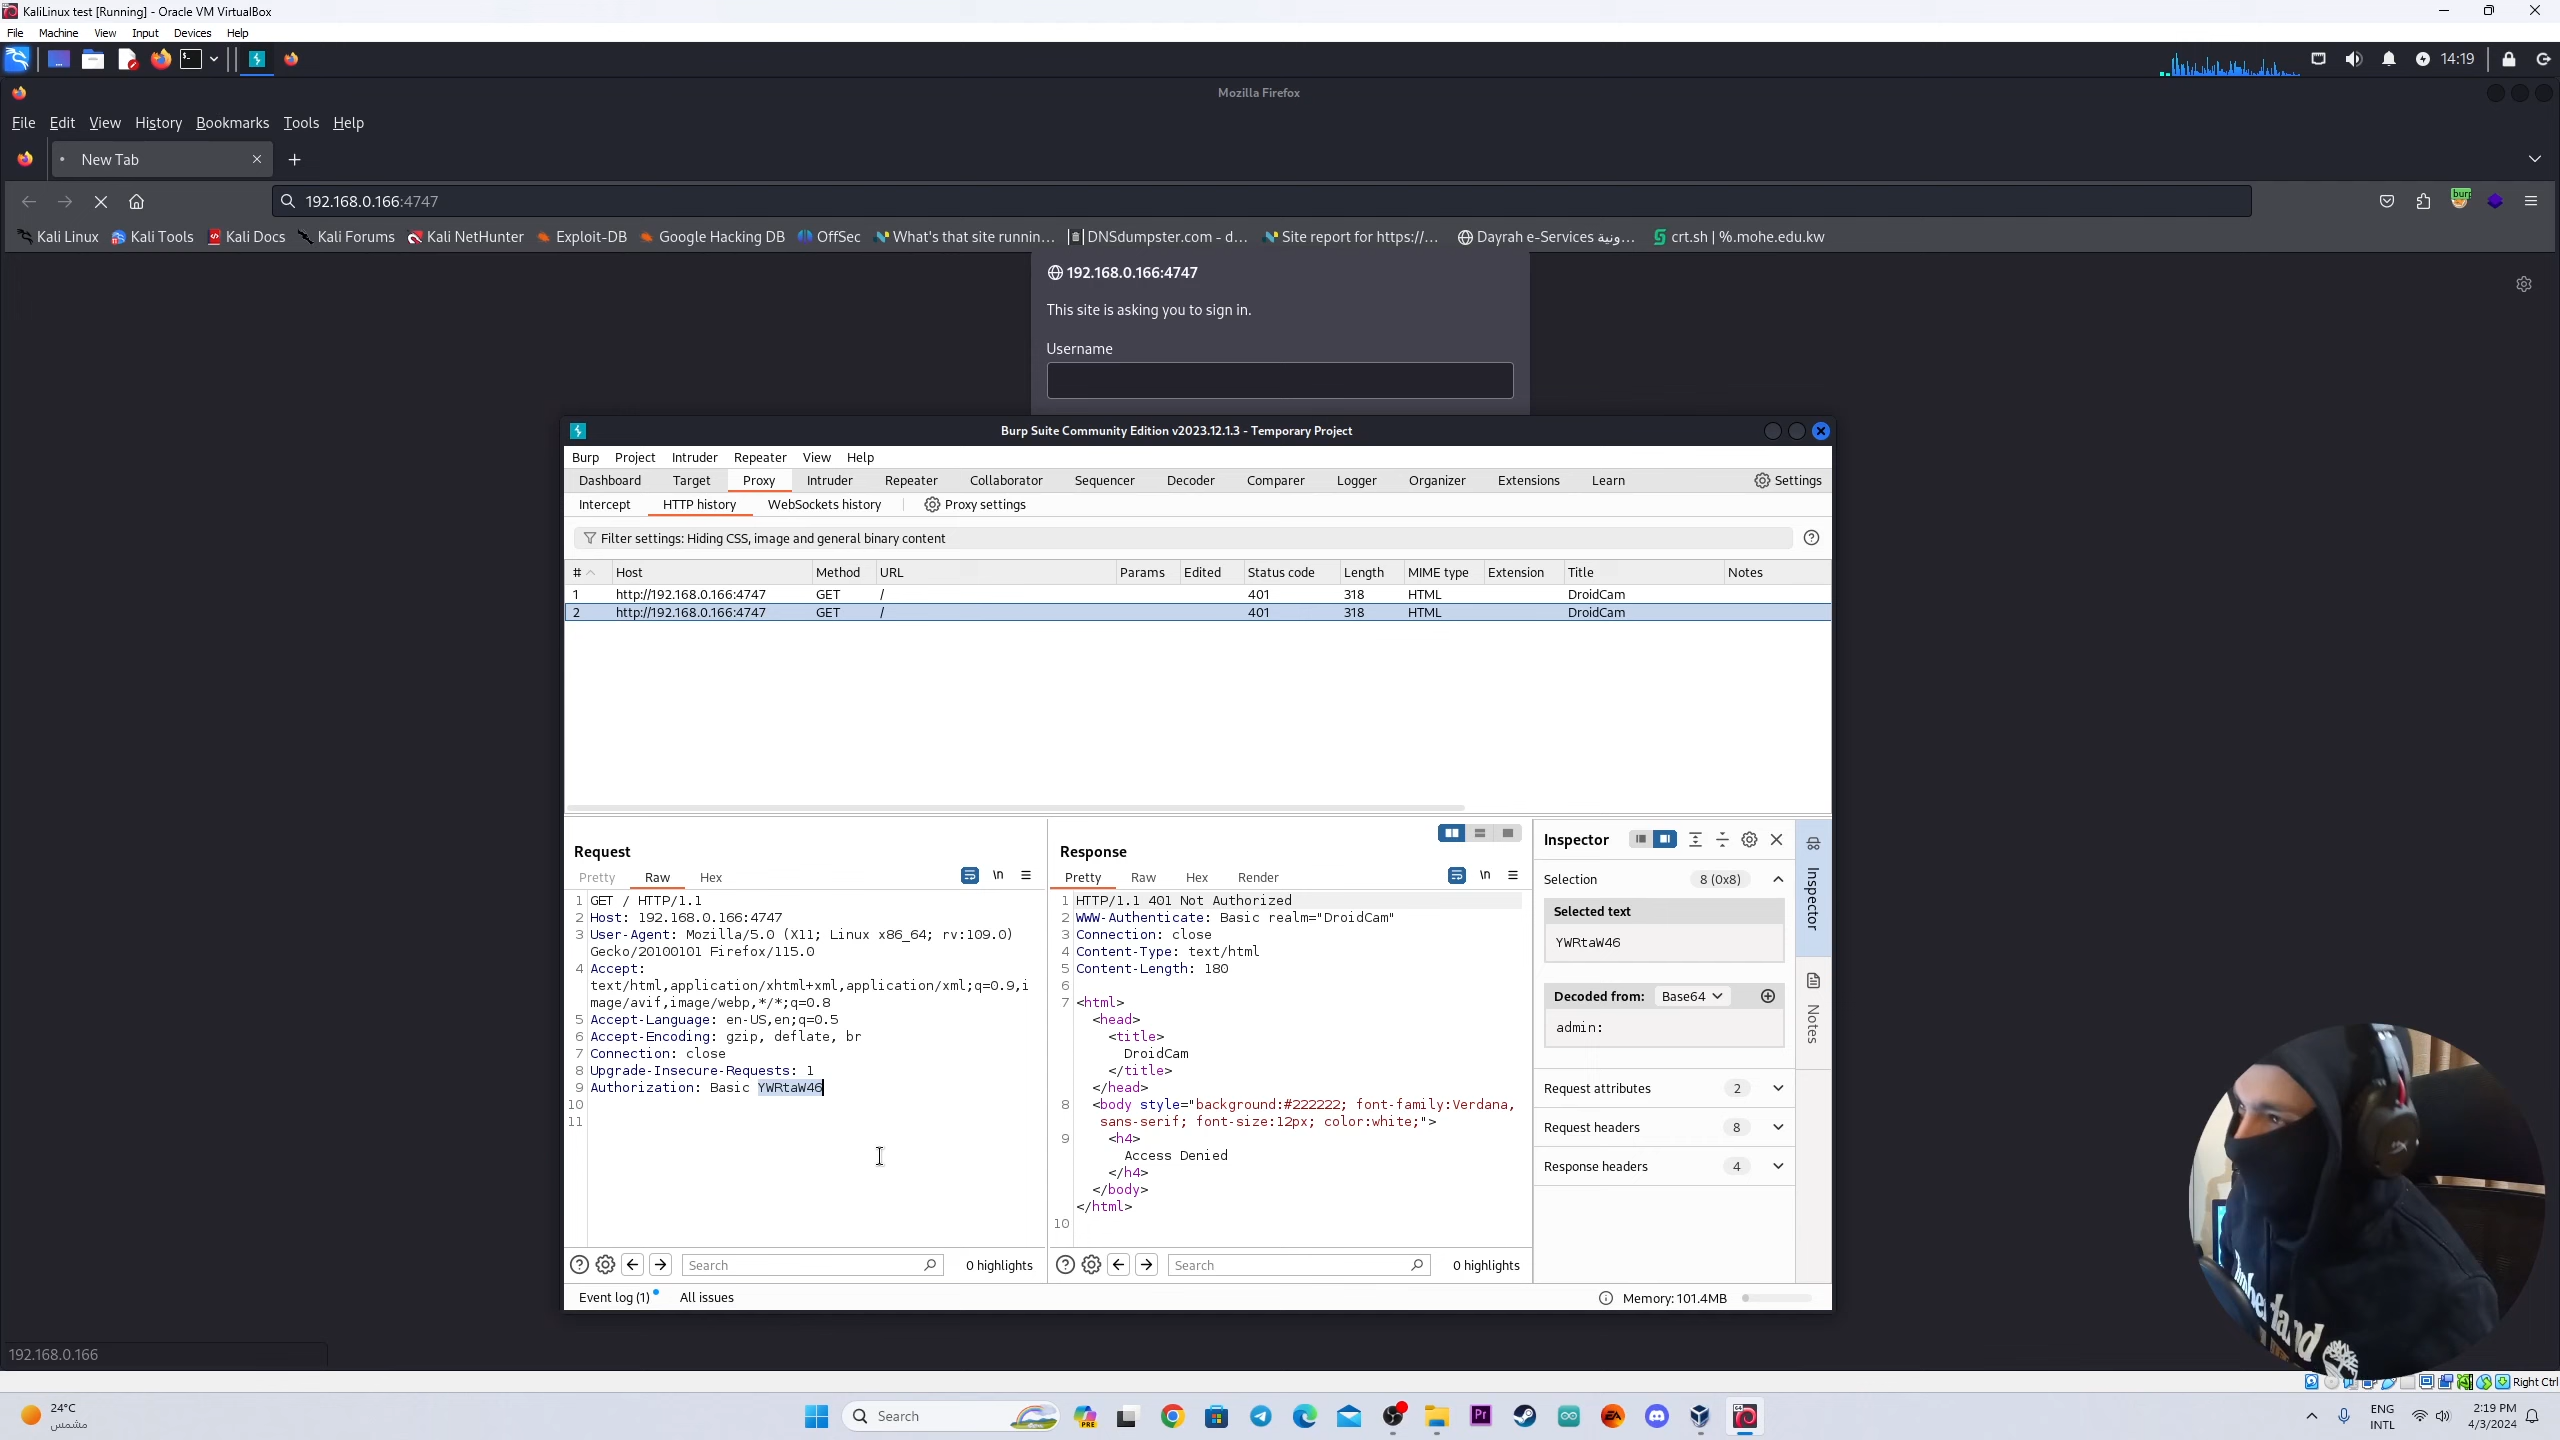 KaliLinux test [Running] - Oracle VM VirtualBox
File Machine View Input Devices Help
14:19
Mozilla Firefox
File Edit View History Bookmarks Tools Help
New Tab
192.168.0.166:4747
burp
Kali Linux Kali Tools Kali Docs Kali Forums Kali NetHunter Exploit-DB Google Hacking DB OffSec What's that site runnin... DNSdumpster.com - d... Site report for https://... Dayrah e-Services ونية... crt.sh | %.mohe.edu.kw
192.168.0.166:4747
This site is asking you to sign in.
Username
Burp Suite Community Edition v2023.12.1.3 - Temporary Project
Burp Project Intruder Repeater View Help
Dashboard Target Proxy Intruder Repeater Collaborator Sequencer Decoder Comparer Logger Organizer Extensions Learn Settings
Intercept HTTP history WebSockets history Proxy settings
Filter settings: Hiding CSS, image and general binary content
# Host Method URL Params Edited Status code Length MIME type Extension Title Notes
1 http://192.168.0.166:4747 GET / 401 318 HTML DroidCam
2 http://192.168.0.166:4747 GET / 401 318 HTML DroidCam
Request
Pretty Raw Hex \n
1 GET / HTTP/1.1
2 Host: 192.168.0.166:4747
3 User-Agent: Mozilla/5.0 (X11; Linux x86_64; rv:109.0)
Gecko/20100101 Firefox/115.0
4 Accept:
text/html,application/xhtml+xml,application/xml;q=0.9,i
mage/avif,image/webp,*/*;q=0.8
5 Accept-Language: en-US,en;q=0.5
6 Accept-Encoding: gzip, deflate, br
7 Connection: close
8 Upgrade-Insecure-Requests: 1
9 Authorization: Basic YWRtaW46
10
11
Search 0 highlights
Response
Pretty Raw Hex Render \n
1 HTTP/1.1 401 Not Authorized
2 WWW-Authenticate: Basic realm="DroidCam"
3 Connection: close
4 Content-Type: text/html
5 Content-Length: 180
6
7 <html>
<head>
<title>
DroidCam
</title>
</head>
8 <body style="background:#222222; font-family:Verdana,
sans-serif; font-size:12px; color:white;">
9 <h4>
Access Denied
</h4>
</body>
</html>
10
Search 0 highlights
Inspector
Selection 8 (0x8)
Selected text
YWRtaW46
Decoded from: Base64
admin:
Request attributes 2
Request headers 8
Response headers 4
Inspector
Notes
Event log (1) All issues
Memory: 101.4MB
192.168.0.166
Right Ctrl
24°C
مشمس
Search
PRE
Pr
EA
ENG
INTL
2:19 PM
4/3/2024